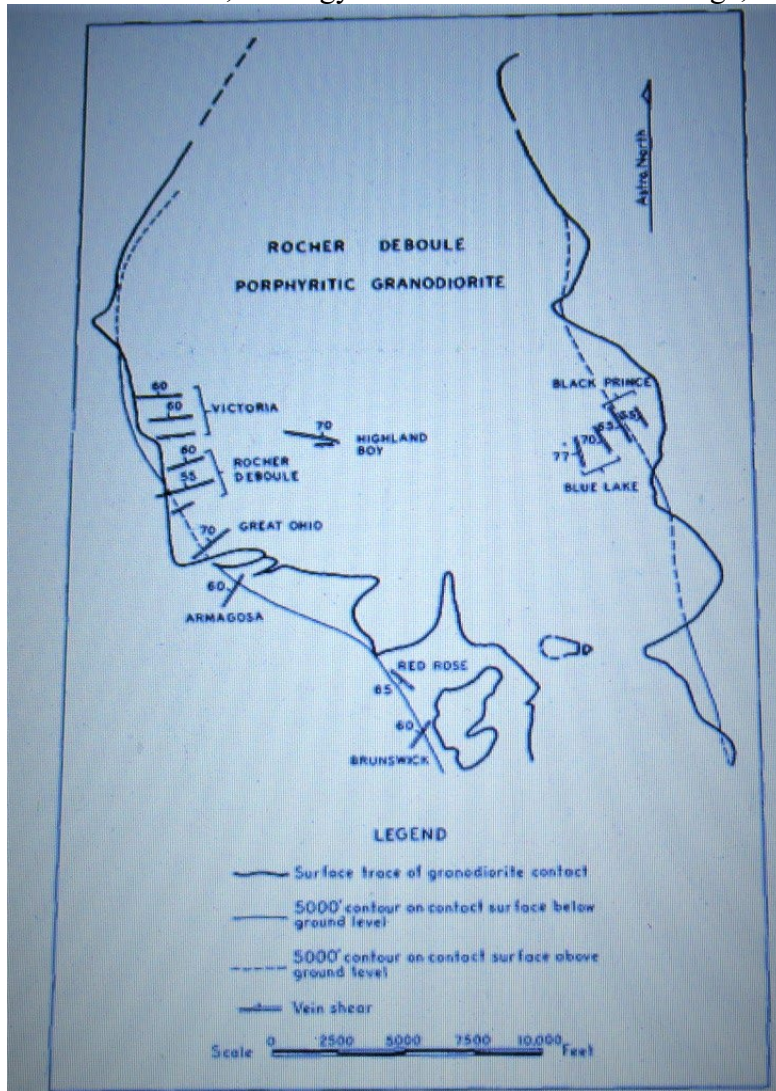 Astro. North
ROCHER DEBOULE
PORPHYRITIC GRANODIORITE
60
60
VICTORIA
60
ROCHER
DEBOULE
55
70
HIGHLAND
BOY
BLACK PRINCE
55
65
70
77
BLUE LAKE
70
GREAT OHIO
60
ARMAGOSA
RED ROSE
65
60
BRUNSWICK
LEGEND
Surface trace of granodiorite contact
5000' contour on contact surface below
ground level
5000' contour on contact surface above
ground level
Vein shear
Scale 0 2500 5000 7500 10,000 Feet